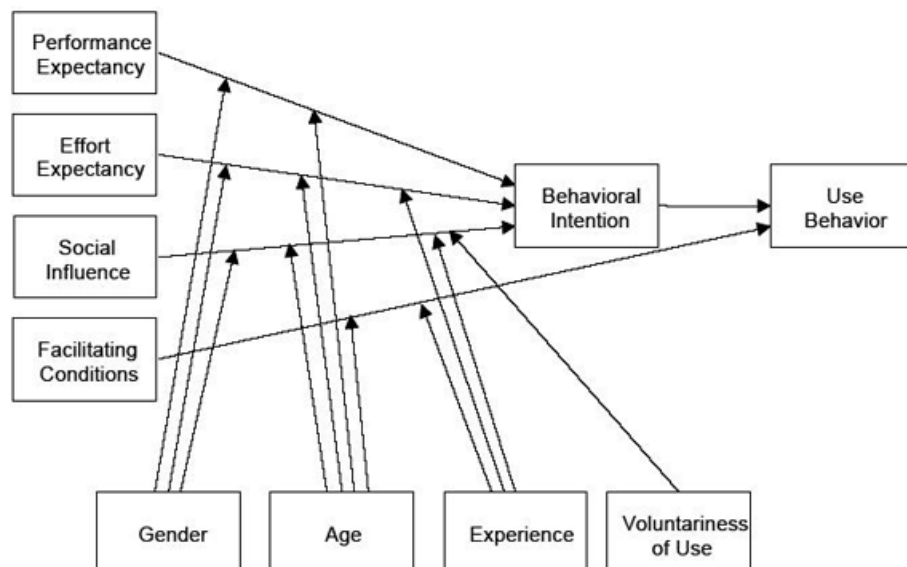 Performance
Expectancy
Effort
Expectancy
Social
Influence
Facilitating
Conditions
Behavioral
Intention
Use
Behavior
Gender
Age
Experience
Voluntariness
of Use